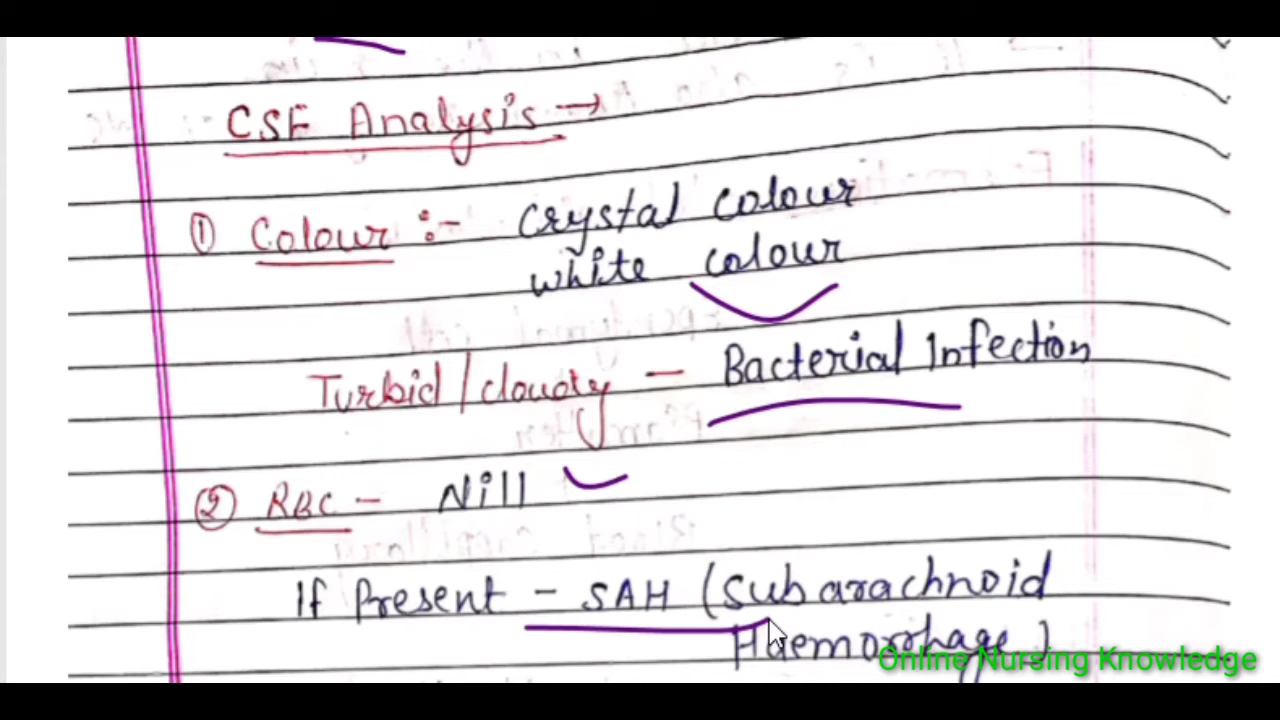 CSF Analysis →
① Colour :- Crystal colour
white colour
Turbid/cloudy - Bacterial Infection
② RBC - Nill
If Present - SAH (Subarachnoid
Haemorrhage)
Online Nursing Knowledge